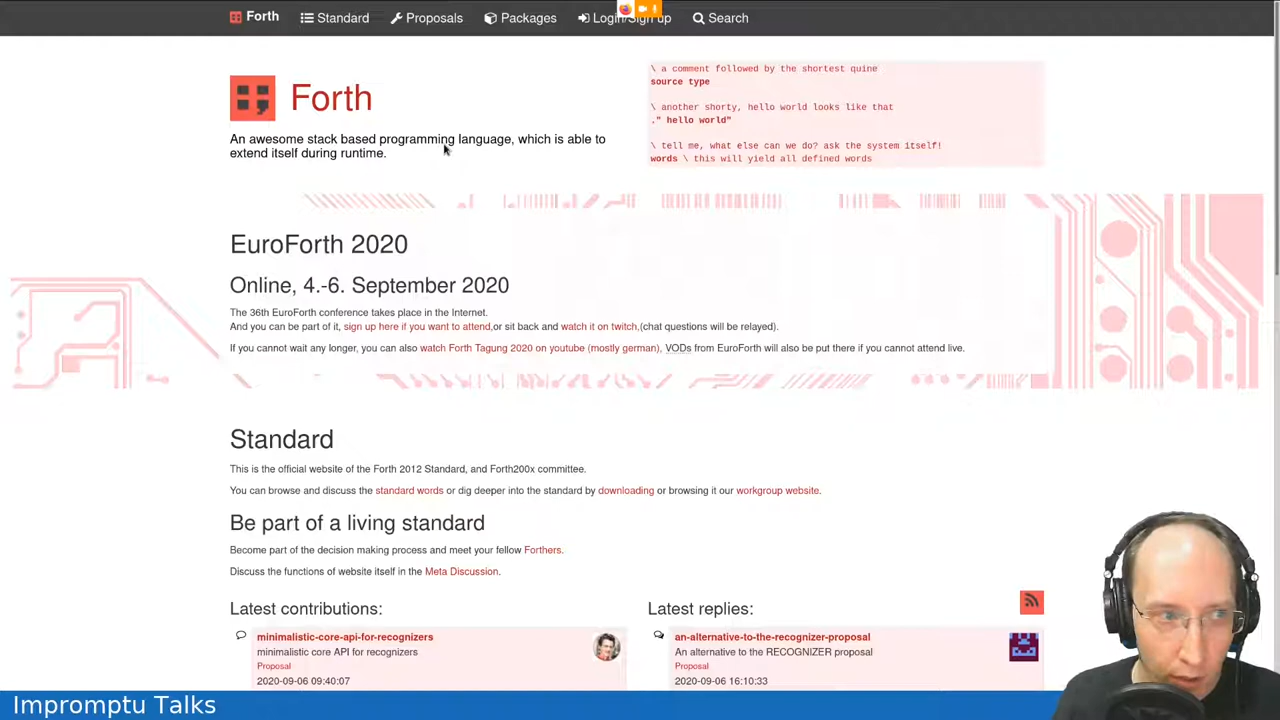 Forth
Standard
Proposals
Packages
Login/Sign up
Search
Forth
An awesome stack based programming language, which is able to
extend itself during runtime.
\ a comment followed by the shortest quine
source type
\ another shorty, hello world looks like that
." hello world"
\ tell me, what else can we do? ask the system itself!
words \ this will yield all defined words
EuroForth 2020
Online, 4.-6. September 2020
The 36th EuroForth conference takes place in the Internet.
And you can be part of it, sign up here if you want to attend,or sit back and watch it on twitch,(chat questions will be relayed).
If you cannot wait any longer, you can also watch Forth Tagung 2020 on youtube (mostly german), VODs from EuroForth will also be put there if you cannot attend live.
Standard
This is the official website of the Forth 2012 Standard, and Forth200x committee.
You can browse and discuss the standard words or dig deeper into the standard by downloading or browsing it our workgroup website.
Be part of a living standard
Become part of the decision making process and meet your fellow Forthers.
Discuss the functions of website itself in the Meta Discussion.
Latest contributions:
minimalistic-core-api-for-recognizers
minimalistic core API for recognizers
Proposal
2020-09-06 09:40:07
Latest replies:
an-alternative-to-the-recognizer-proposal
An alternative to the RECOGNIZER proposal
Proposal
2020-09-06 16:10:33
Impromptu Talks